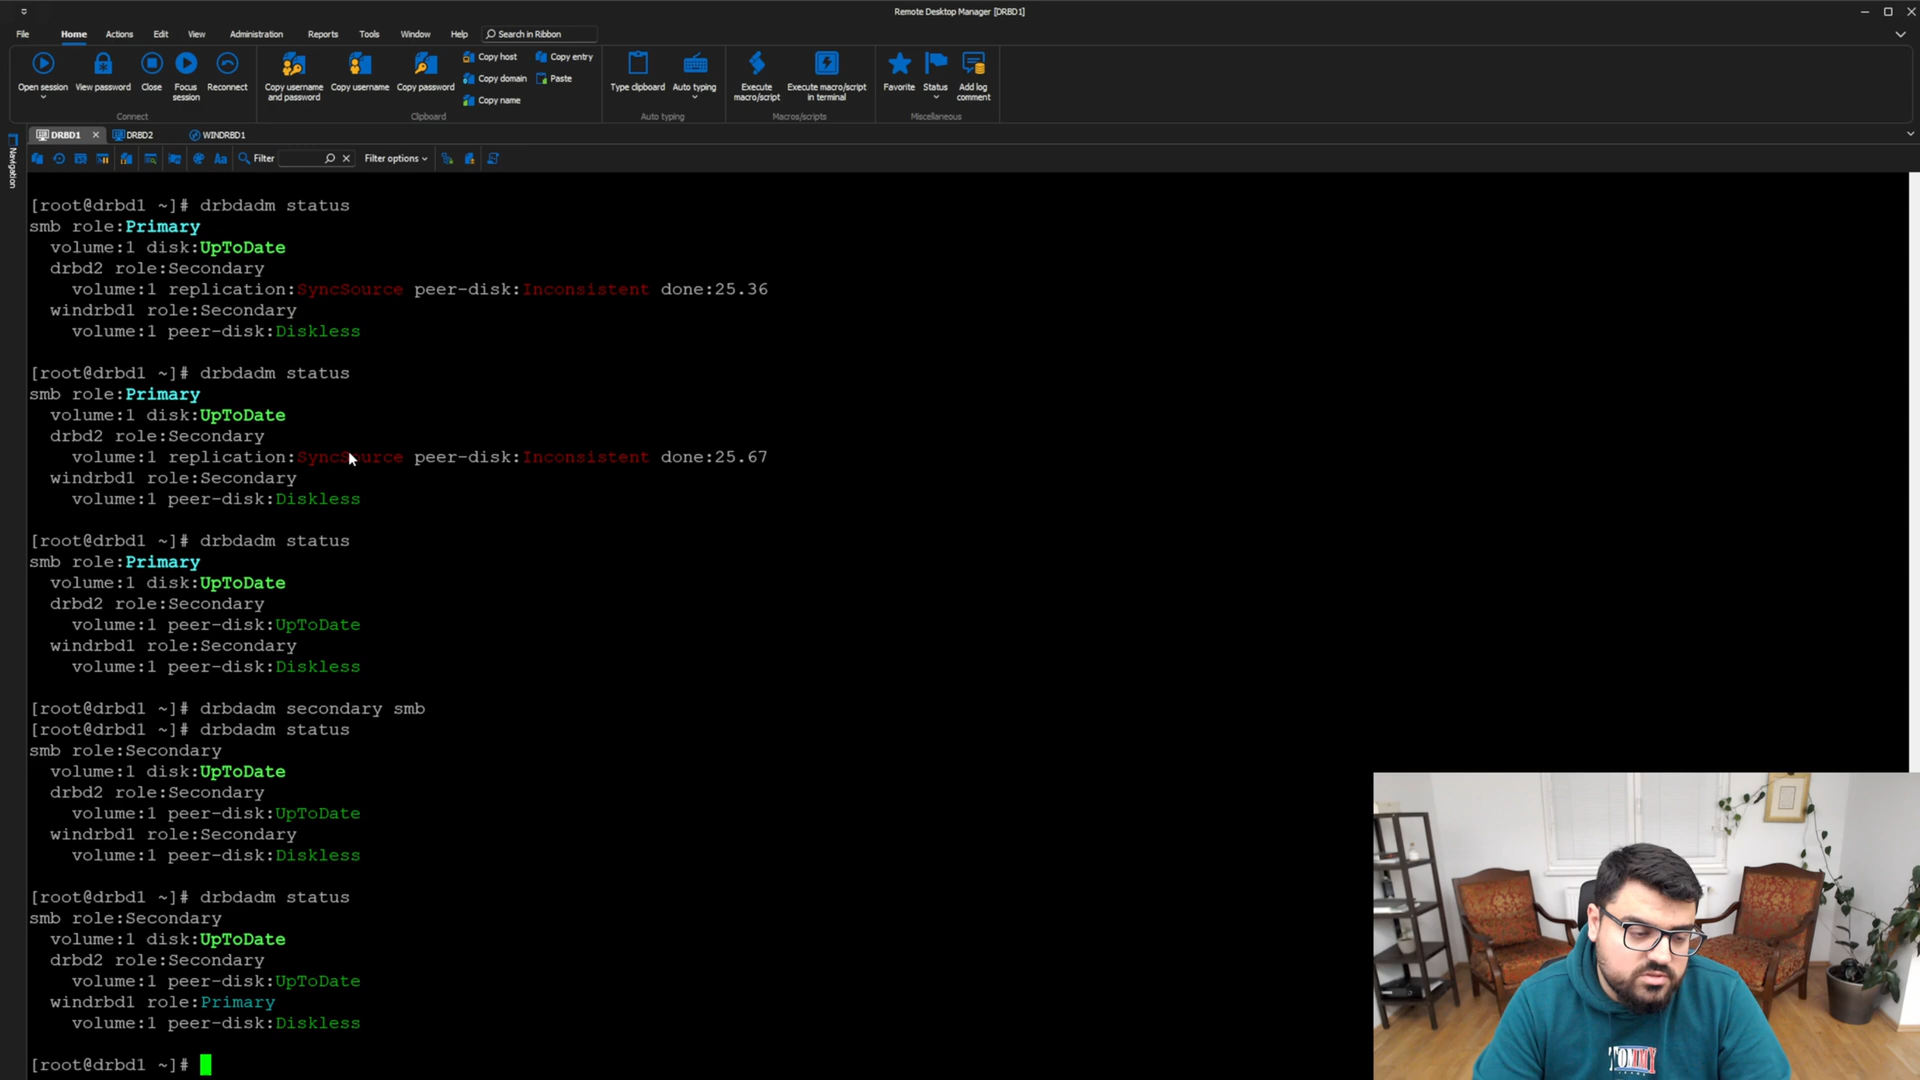 Remote Desktop Manager [DRBD1]
File Home Actions Edit View Administration Reports Tools Window Help Search in Ribbon
Open session View password Close Focus session Reconnect
Connect
Copy username and password Copy username Copy password
Copy host Copy entry
Copy domain Paste
Copy name
Clipboard
Type clipboard Auto typing
Auto typing
Execute macro/script Execute macro/script in terminal
Macros/scripts
Favorite Status Add log comment
Miscellaneous
DRBD1 DRBD2 WINDRBD1
Navigation
Aa Filter Filter options
[root@drbd1 ~]# drbdadm status
smb role:Primary
volume:1 disk:UpToDate
drbd2 role:Secondary
volume:1 replication:SyncSource peer-disk:Inconsistent done:25.36
windrbd1 role:Secondary
volume:1 peer-disk:Diskless
[root@drbd1 ~]# drbdadm status
smb role:Primary
volume:1 disk:UpToDate
drbd2 role:Secondary
volume:1 replication:SyncSource peer-disk:Inconsistent done:25.67
windrbd1 role:Secondary
volume:1 peer-disk:Diskless
[root@drbd1 ~]# drbdadm status
smb role:Primary
volume:1 disk:UpToDate
drbd2 role:Secondary
volume:1 peer-disk:UpToDate
windrbd1 role:Secondary
volume:1 peer-disk:Diskless
[root@drbd1 ~]# drbdadm secondary smb
[root@drbd1 ~]# drbdadm status
smb role:Secondary
volume:1 disk:UpToDate
drbd2 role:Secondary
volume:1 peer-disk:UpToDate
windrbd1 role:Secondary
volume:1 peer-disk:Diskless
[root@drbd1 ~]# drbdadm status
smb role:Secondary
volume:1 disk:UpToDate
drbd2 role:Secondary
volume:1 peer-disk:UpToDate
windrbd1 role:Primary
volume:1 peer-disk:Diskless
[root@drbd1 ~]#
TOMMY